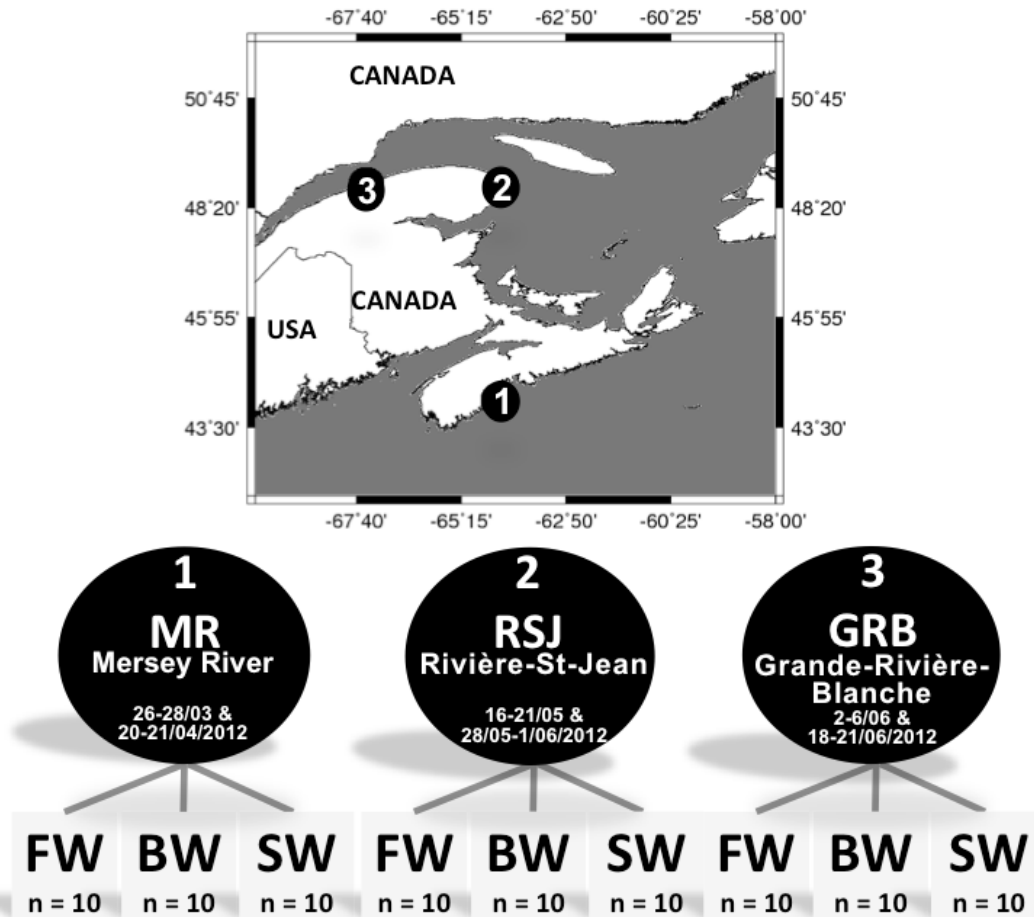 -67°40' -65°15' -62°50' -60°25' -58°00'
CANADA
50°45' 50°45'
3 2
48°20' 48°20'
CANADA
45°55' 45°55'
USA
1
43°30' 43°30'
-67°40' -65°15' -62°50' -60°25' -58°00'
1
MR
Mersey River
26-28/03 &
20-21/04/2012
2
RSJ
Rivière-St-Jean
16-21/05 &
28/05-1/06/2012
3
GRB
Grande-Rivière-
Blanche
2-6/06 &
18-21/06/2012
FW BW SW FW BW SW FW BW SW
n = 10 n = 10 n = 10 n = 10 n = 10 n = 10 n = 10 n = 10 n = 10